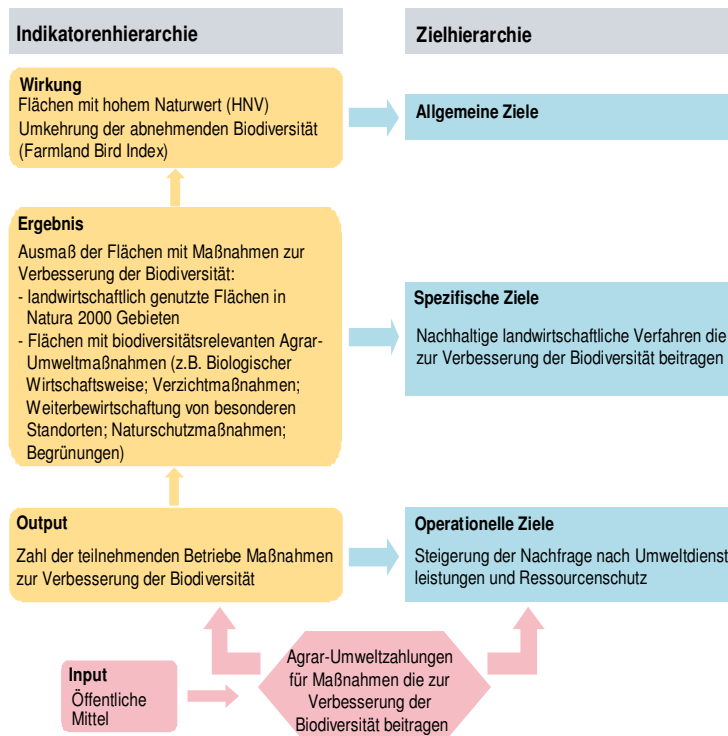 Indikatorenhierarchie
Zielhierarchie
Wirkung
Flächen mit hohem Naturwert (HNV)
Umkehrung der abnehmenden Biodiversität
(Farmland Bird Index)
Allgemeine Ziele
Ergebnis
Ausmaß der Flächen mit Maßnahmen zur
Verbesserung der Biodiversität:
- landwirtschaftlich genutzte Flächen in
Natura 2000 Gebieten
- Flächen mit biodiversitätsrelevanten Agrar-
Umweltmaßnahmen (z.B. Biologischer
Wirtschaftsweise; Verzichtmaßnahmen;
Weiterbewirtschaftung von besonderen
Standorten; Naturschutzmaßnahmen;
Begrünungen)
Spezifische Ziele
Nachhaltige landwirtschaftliche Verfahren die
zur Verbesserung der Biodiversität beitragen
Output
Zahl der teilnehmenden Betriebe Maßnahmen
zur Verbesserung der Biodiversität
Operationelle Ziele
Steigerung der Nachfrage nach Umweltdienst
leistungen und Ressourcenschutz
Input
Öffentliche
Mittel
Agrar-Umweltzahlungen
für Maßnahmen die zur
Verbesserung der
Biodiversität beitragen